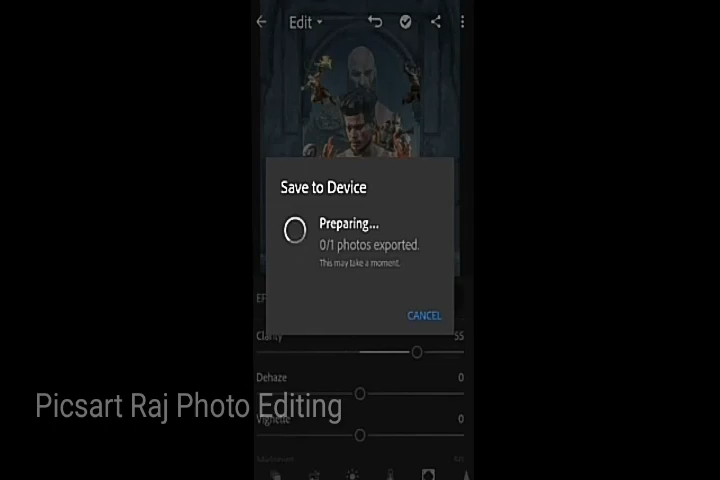 Edit
Save to Device
Preparing...
0/1 photos exported.
This may take a moment.
CANCEL
Clarity 55
Dehaze 0
Picsart Raj Photo Editing
Vignette 0